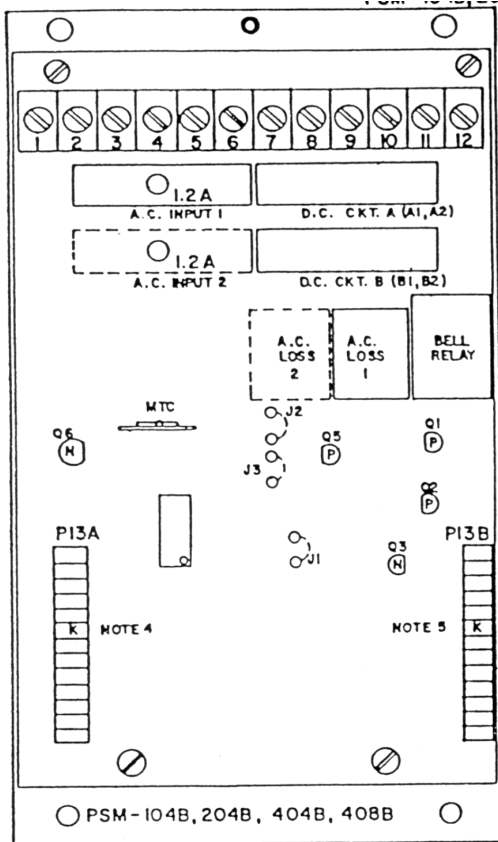 1 2 3 4 5 6 7 8 9 10 11 12
1.2A
A.C. INPUT 1 D.C. CKT. A (A1,A2)
1.2A
A.C. INPUT 2 D.C. CKT. B (B1,B2)
A.C. LOSS 2
A.C. LOSS 1
BELL RELAY
MTC
J2
Q6
N
Q5
P
Q1
P
J3
Q2
P
P13A
P13B
Q3
N
J1
K NOTE 4
NOTE 5 K
PSM-104B, 204B, 404B, 408B